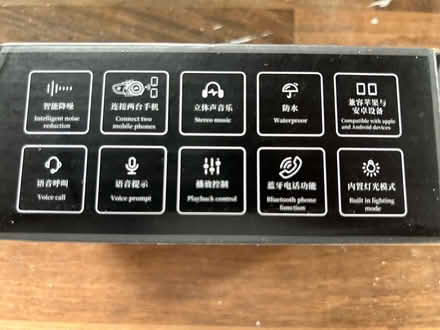 智能降噪
Intelligent noise
reduction
连接两台手机
Connect two
mobile phones
立体声音乐
Stereo music
防水
Waterproof
兼容苹果与
安卓设备
Compatible with apple
and Android devices
语音呼叫
Voice call
语音提示
Voice prompt
播放控制
Playback control
蓝牙电话功能
Bluetooth phone
function
内置灯光模式
Built in lighting
mode